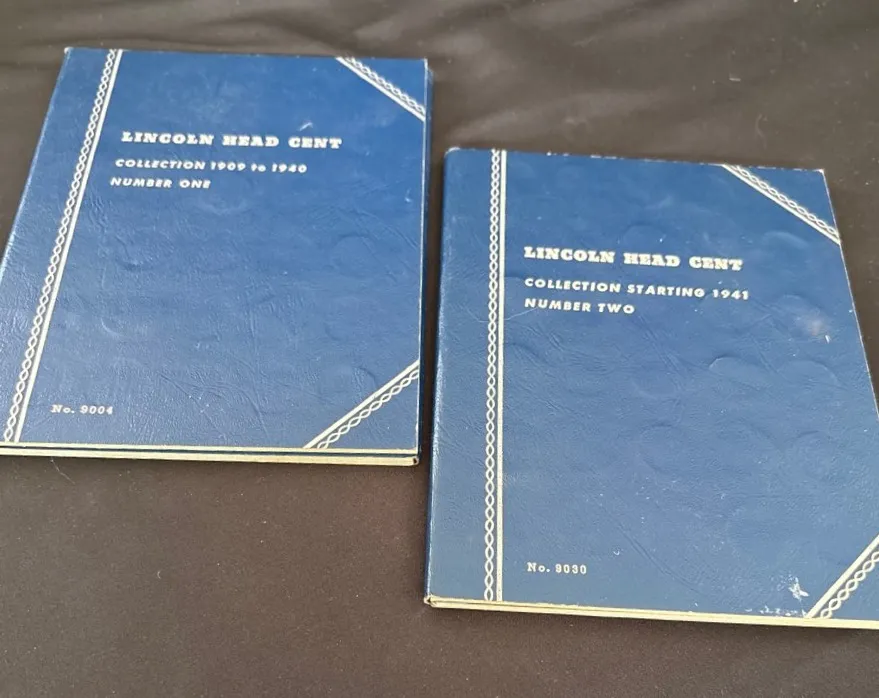 LINCOLN HEAD CENT
COLLECTION 1909 to 1940
NUMBER ONE
No. 9004
LINCOLN HEAD CENT
COLLECTION STARTING 1941
NUMBER TWO
No. 9030